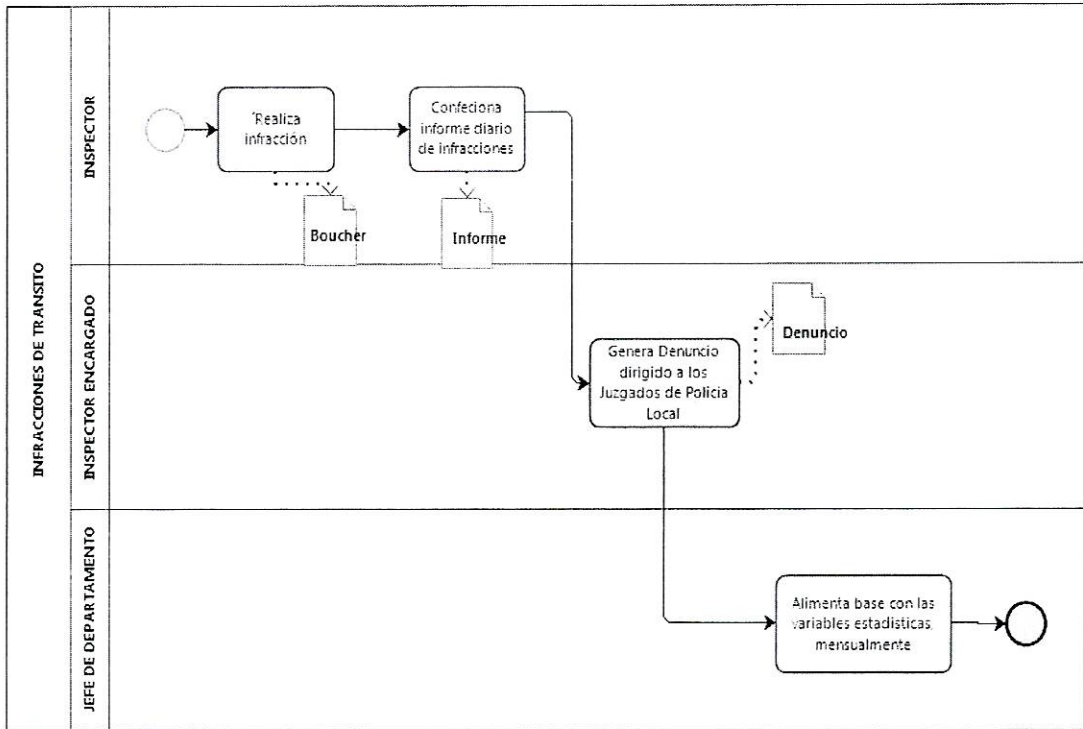 INFRACCIONES DE TRANSITO
INSPECTOR
"Realiza
infracción
Confeciona
informe diario
de infracciones
Boucher
Informe
INSPECTOR ENCARGADO
Genera Denuncio
dirigido a los
Juzgados de Policia
Local
Denuncio
JEFE DE DEPARTAMENTO
Alimenta base con las
variables estadisticas,
mensualmente